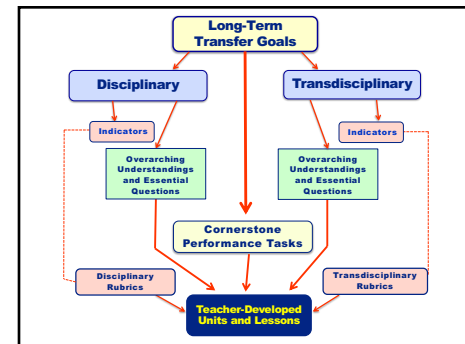 Long-Term
Transfer Goals
Disciplinary
Transdisciplinary
Indicators
Indicators
Overarching
Understandings
and Essential
Questions
Overarching
Understandings
and Essential
Questions
Cornerstone
Performance Tasks
Disciplinary
Rubrics
Transdisciplinary
Rubrics
Teacher-Developed
Units and Lessons